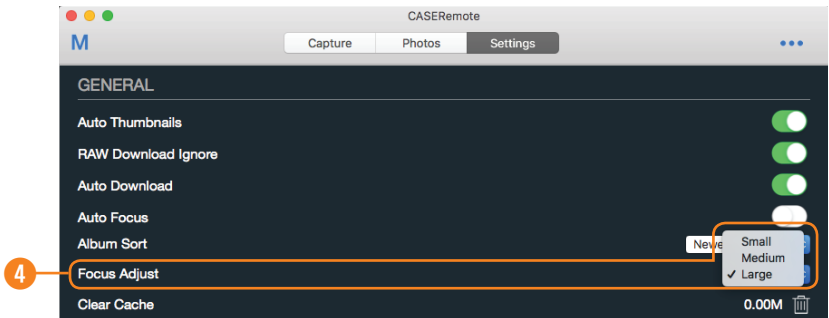 CASERemote
M Capture Photos Settings •••
GENERAL
Auto Thumbnails
RAW Download Ignore
Auto Download
Auto Focus
Album Sort
Small
Medium
4 Focus Adjust ✓ Large
Clear Cache 0.00M